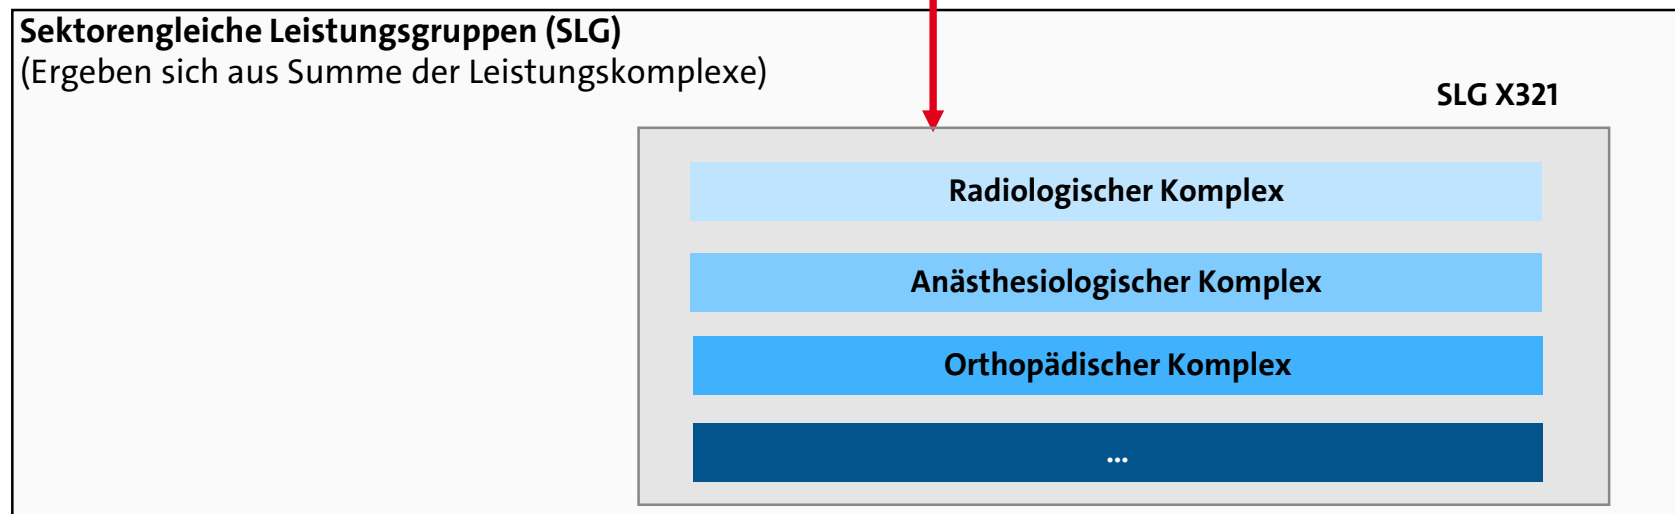 Sektorengleiche Leistungsgruppen (SLG)
(Ergeben sich aus Summe der Leistungskomplexe)
SLG X321
Radiologischer Komplex
Anästhesiologischer Komplex
Orthopädischer Komplex
...